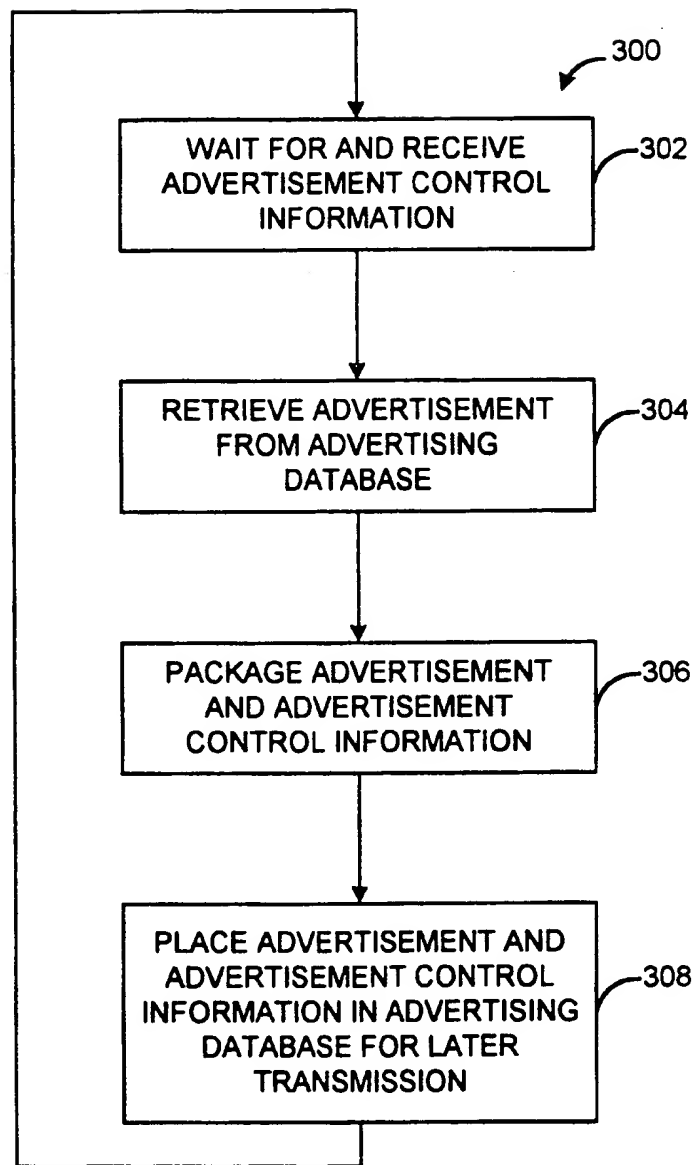 300
WAIT FOR AND RECEIVE
ADVERTISEMENT CONTROL
INFORMATION
302
RETRIEVE ADVERTISEMENT
FROM ADVERTISING
DATABASE
304
PACKAGE ADVERTISEMENT
AND ADVERTISEMENT
CONTROL INFORMATION
306
PLACE ADVERTISEMENT AND
ADVERTISEMENT CONTROL
INFORMATION IN ADVERTISING
DATABASE FOR LATER
TRANSMISSION
308